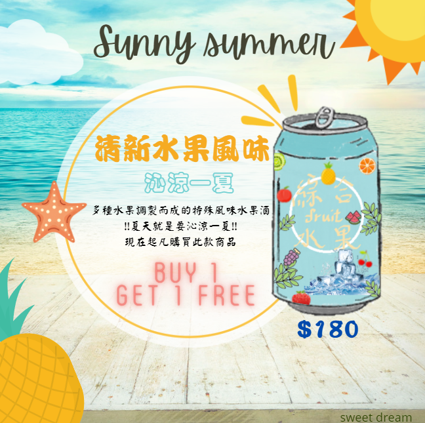 Sunny summer
清新水果風味
沁涼一夏
多種水果調製而成的特殊風味水果酒
!!夏天就是要沁涼一夏!!
現在起凡購買此款商品
BUY 1
GET 1 FREE
綜合
fruit
水果
$180
sweet dream